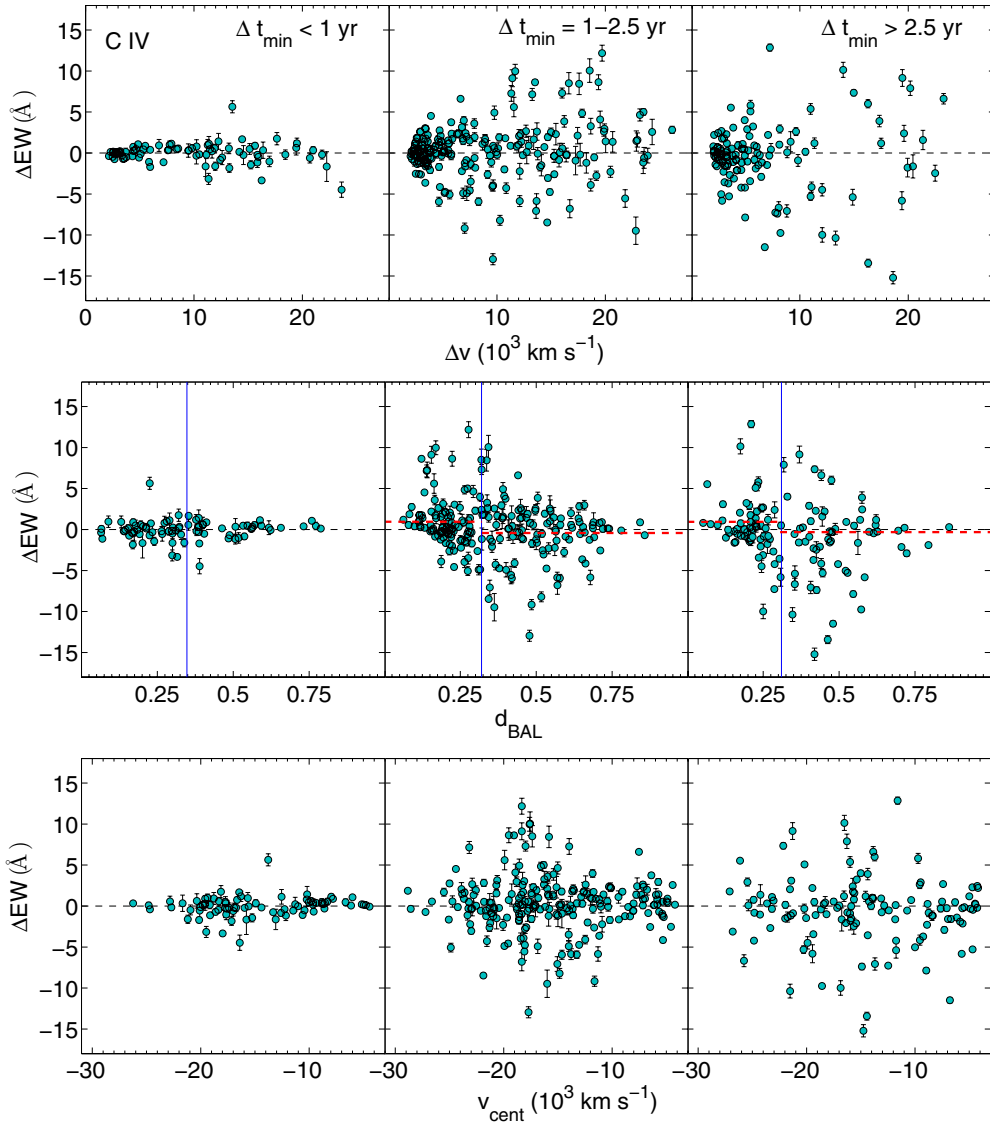 C IV
Δ t_min < 1 yr
Δ t_min = 1−2.5 yr
Δ t_min > 2.5 yr
15
10
5
0
−5
−10
−15
ΔEW (Å)
0 10 20 10 20 10 20
Δv (10³ km s⁻¹)
15
10
5
0
−5
−10
−15
ΔEW (Å)
0.25 0.5 0.75 0.25 0.5 0.75 0.25 0.5 0.75
d_BAL
15
10
5
0
−5
−10
−15
ΔEW (Å)
−30 −20 −10 −30 −20 −10 −30 −20 −10
v_cent (10³ km s⁻¹)